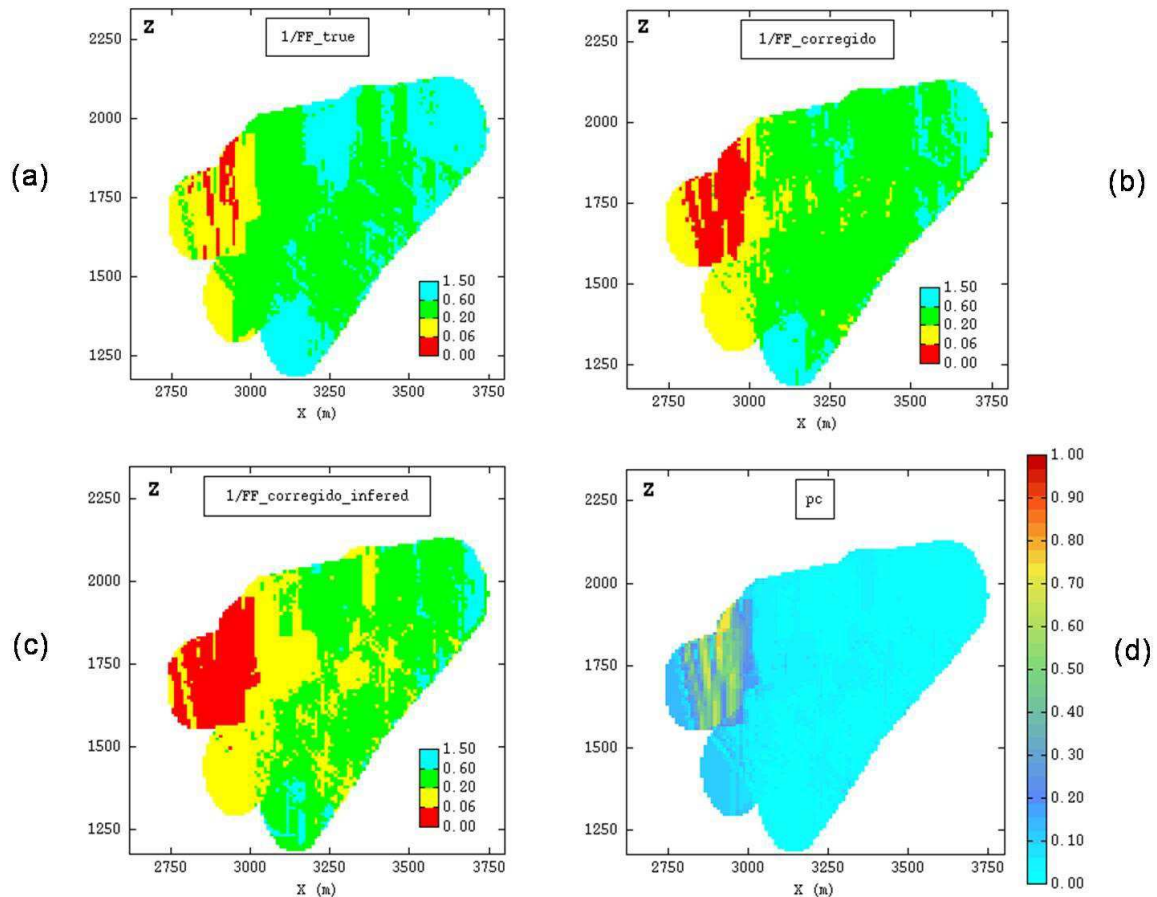 (a)
Z
1/FF_true
2250
2000
1750
1500
1250
1.50
0.60
0.20
0.06
0.00
2750 3000 3250 3500 3750
X (m)
(b)
Z
1/FF_corregido
2250
2000
1750
1500
1250
1.50
0.60
0.20
0.06
0.00
2750 3000 3250 3500 3750
X (m)
(c)
Z
1/FF_corregido_infered
2250
2000
1750
1500
1250
1.50
0.60
0.20
0.06
0.00
2750 3000 3250 3500 3750
X (m)
(d)
Z
pc
2250
2000
1750
1500
1250
2750 3000 3250 3500 3750
X (m)
1.00
0.90
0.80
0.70
0.60
0.50
0.40
0.30
0.20
0.10
0.00